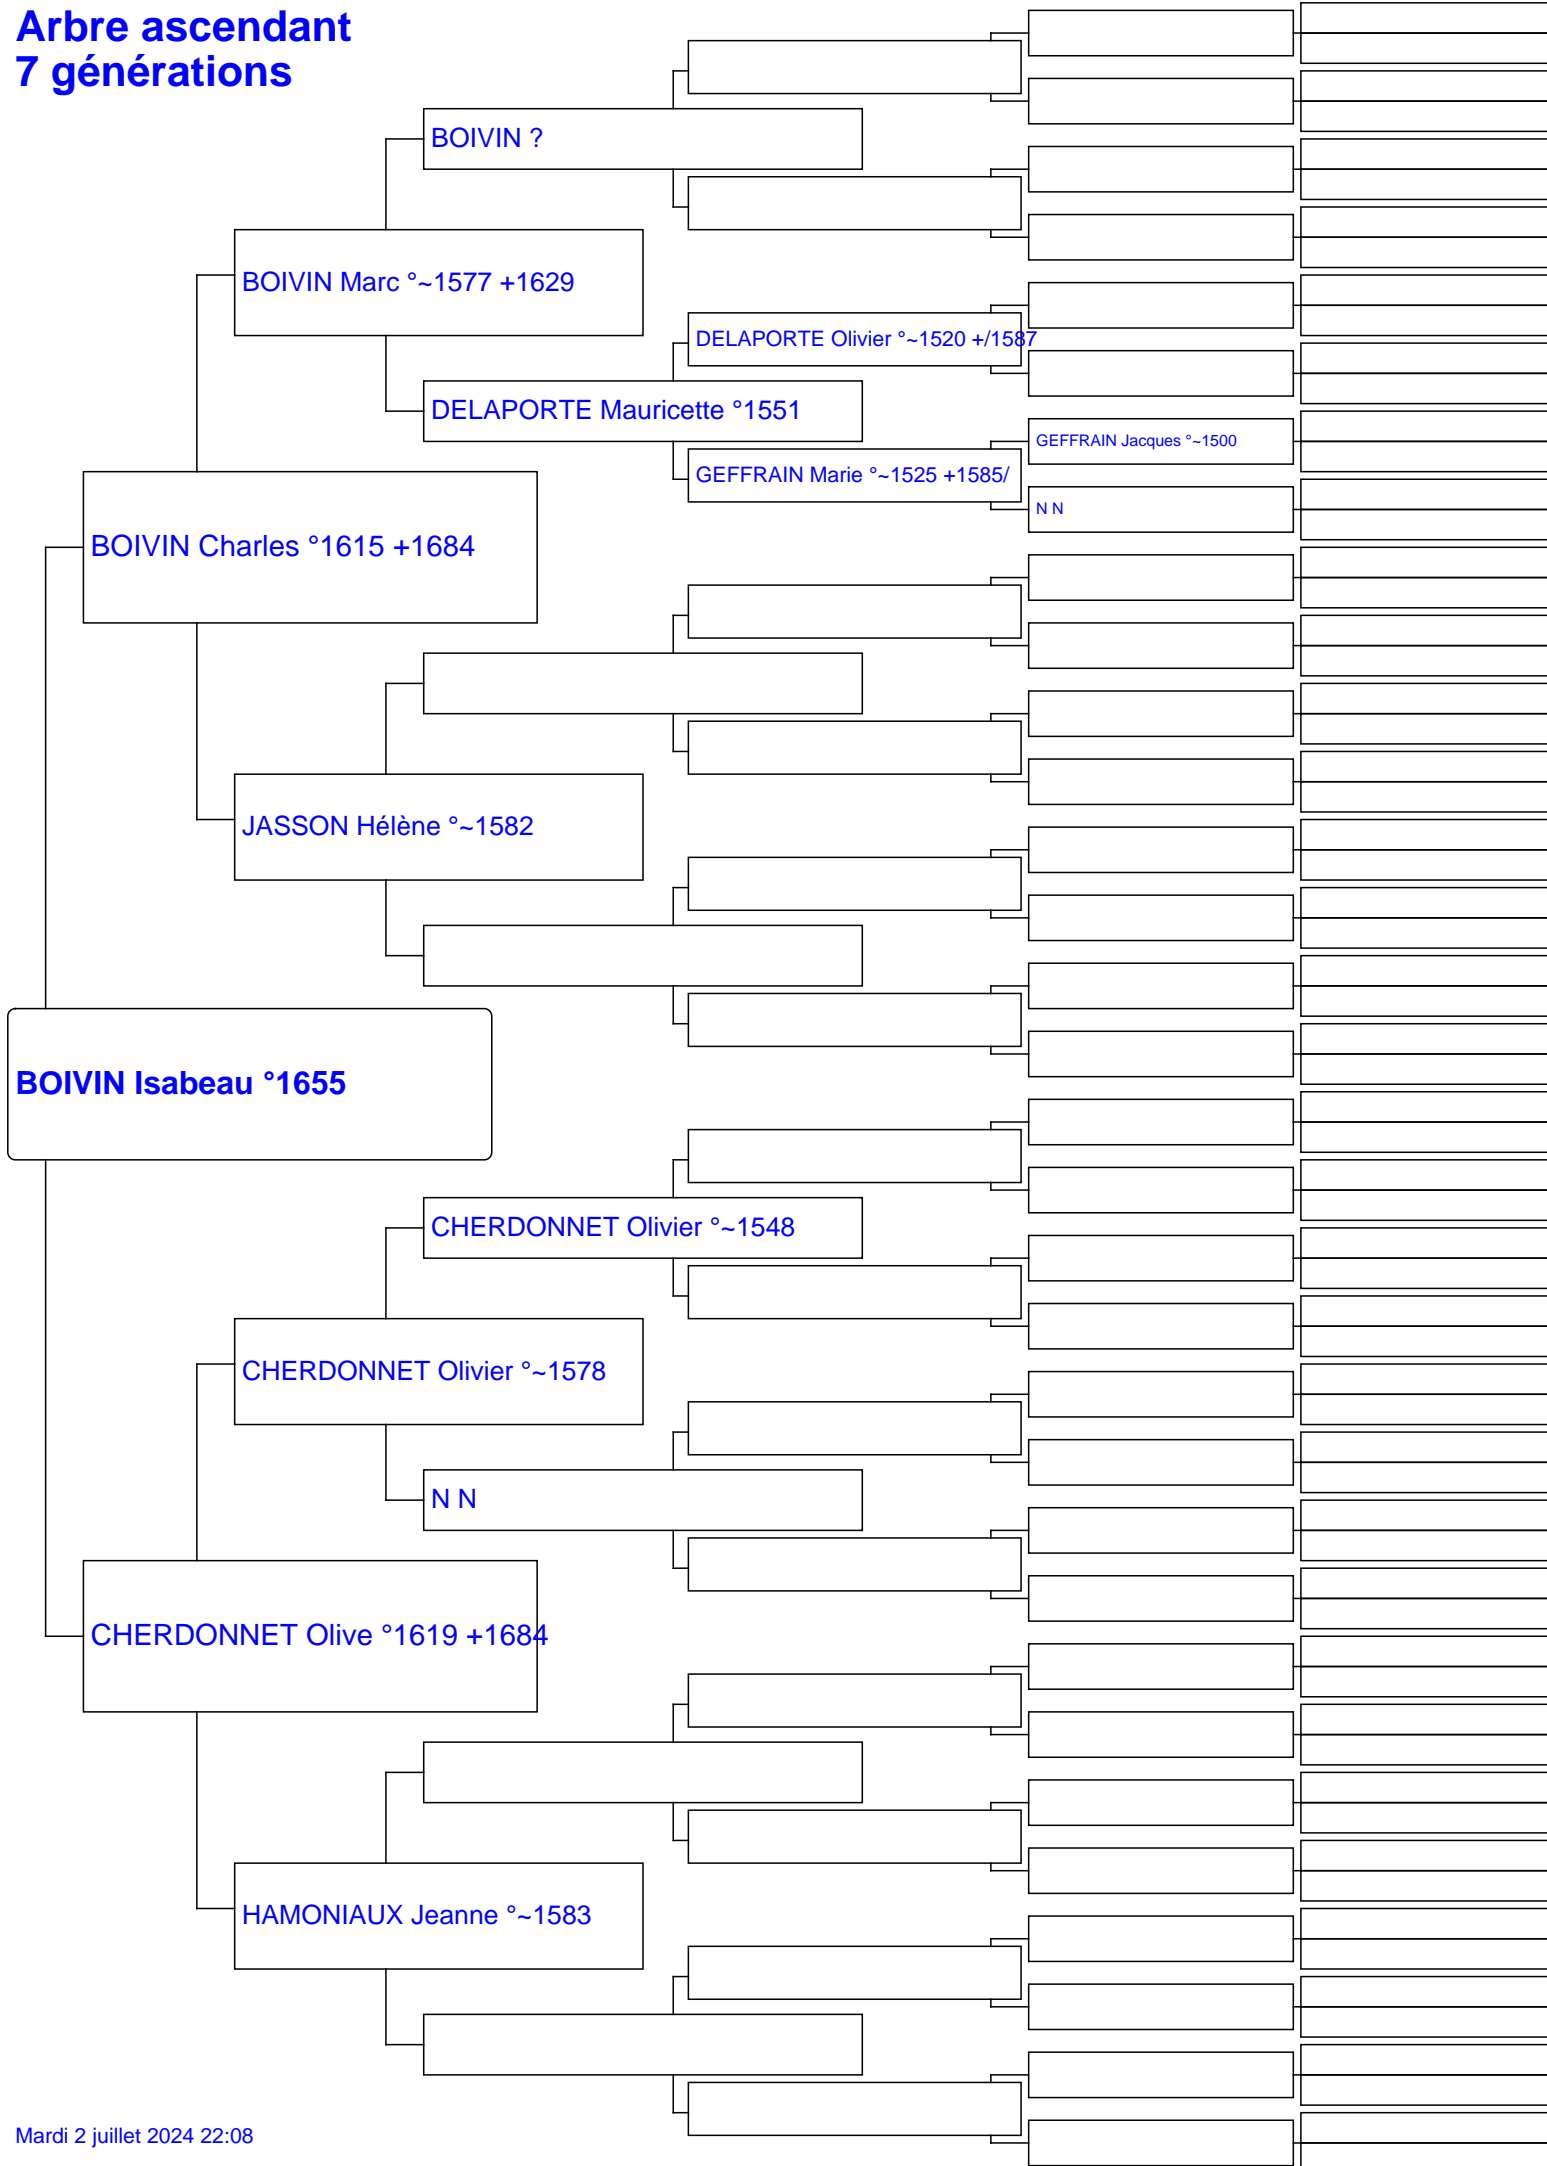 Arbre ascendant
7 générations
BOIVIN ?
BOIVIN Marc °~1577 +1629
DELAPORTE Olivier °~1520 +/1587
DELAPORTE Mauricette °1551
GEFFRAIN Jacques °~1500
GEFFRAIN Marie °~1525 +1585/
N N
BOIVIN Charles °1615 +1684
JASSON Hélène °~1582
BOIVIN Isabeau °1655
CHERDONNET Olivier °~1548
CHERDONNET Olivier °~1578
N N
CHERDONNET Olive °1619 +1684
HAMONIAUX Jeanne °~1583
Mardi 2 juillet 2024 22:08